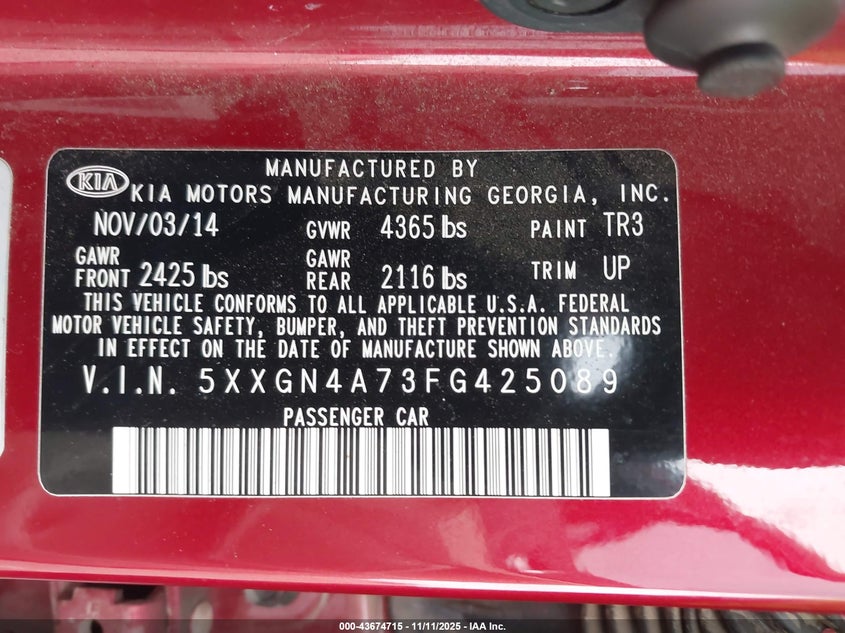 MANUFACTURED BY
KIA KIA MOTORS MANUFACTURING GEORGIA, INC.
NOV/03/14 GVWR 4365 lbs PAINT TR3
GAWR FRONT 2425 lbs GAWR REAR 2116 lbs TRIM UP
THIS VEHICLE CONFORMS TO ALL APPLICABLE U.S.A. FEDERAL
MOTOR VEHICLE SAFETY, BUMPER, AND THEFT PREVENTION STANDARDS
IN EFFECT ON THE DATE OF MANUFACTURE SHOWN ABOVE.
V.I.N. 5XXGN4A73FG425089
PASSENGER CAR
000-43674715 - 11/11/2025 - IAA Inc.